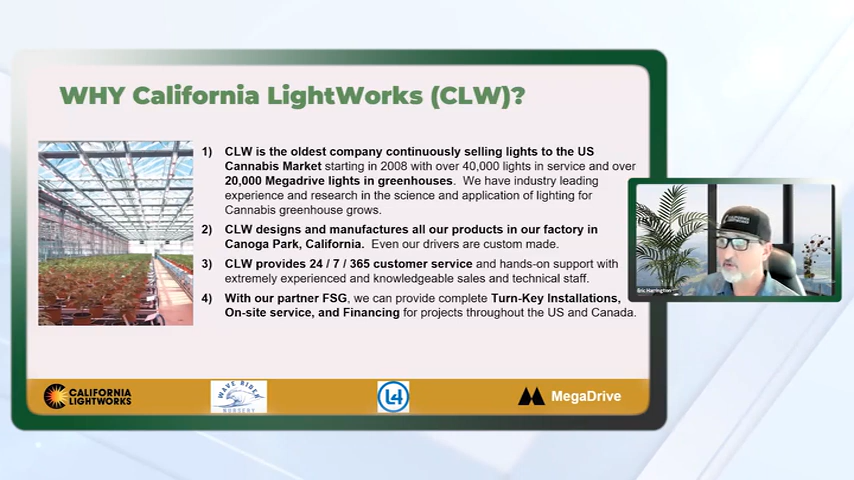 WHY California LightWorks (CLW)?
1) CLW is the oldest company continuously selling lights to the US
Cannabis Market starting in 2008 with over 40,000 lights in service and over
20,000 Megadrive lights in greenhouses. We have industry leading
experience and research in the science and application of lighting for
Cannabis greenhouse grows.
2) CLW designs and manufactures all our products in our factory in
Canoga Park, California. Even our drivers are custom made.
3) CLW provides 24 / 7 / 365 customer service and hands-on support with
extremely experienced and knowledgeable sales and technical staff.
4) With our partner FSG, we can provide complete Turn-Key Installations,
On-site service, and Financing for projects throughout the US and Canada.
Eric Harrington
CALIFORNIA
LIGHTWORKS
WAVE RIDER
NURSERY
L4
MegaDrive